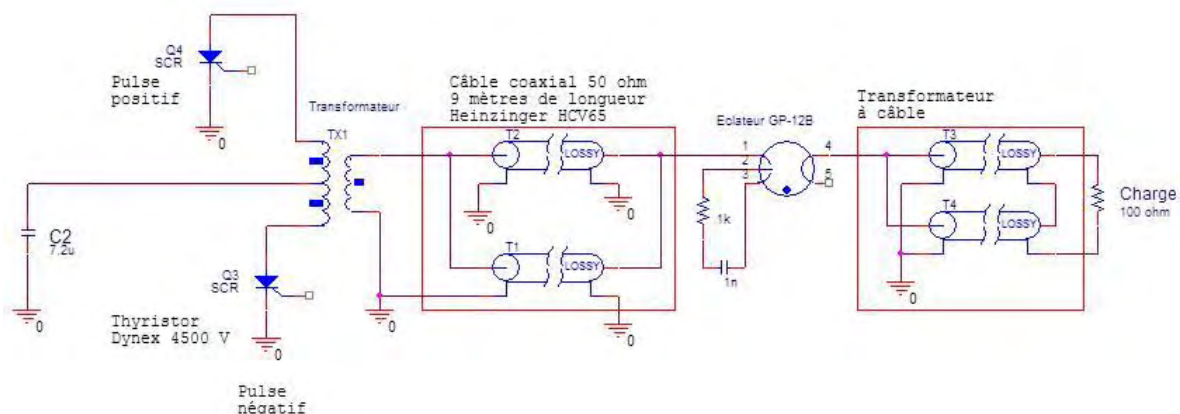 Q4
SCR
Pulse
positif
0
Transformateur
TX1
C2
7.2u
0
Q3
SCR
0
Thyristor
Dynex 4500 V
Pulse
négatif
0
Câble coaxial 50 ohm
9 mètres de longueur
Heinzinger HCV65
T2
LOSSY
0
0
T1
LOSSY
0
Eclateur GP-12B
1
2
3
4
5
1k
1n
Transformateur
à câble
T3
LOSSY
T4
LOSSY
0
Charge
100 ohm